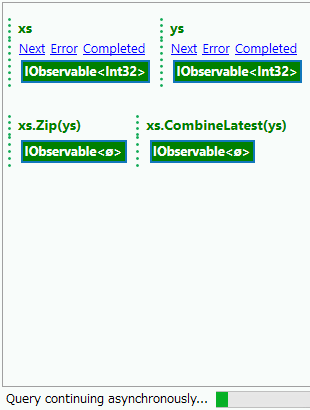 xs
ys
Next Error Completed
Next Error Completed
IObservable<Int32>
IObservable<Int32>
xs.Zip(ys)
xs.CombineLatest(ys)
IObservable<ø>
IObservable<ø>
Query continuing asynchronously...